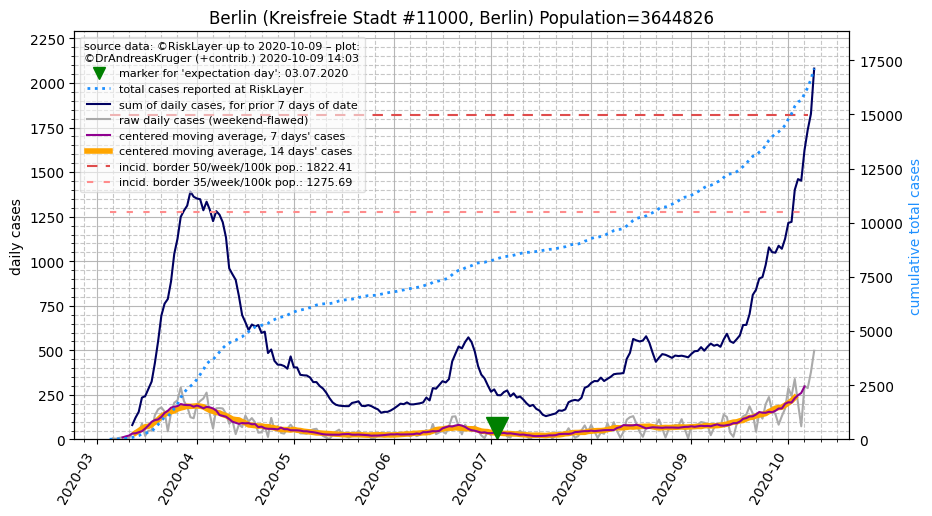 Berlin (Kreisfreie Stadt #11000, Berlin) Population=3644826
source data: ©RiskLayer up to 2020-10-09 – plot:
©DrAndreasKruger (+contrib.) 2020-10-09 14:03
marker for 'expectation day': 03.07.2020
total cases reported at RiskLayer
sum of daily cases, for prior 7 days of date
raw daily cases (weekend-flawed)
centered moving average, 7 days' cases
centered moving average, 14 days' cases
incid. border 50/week/100k pop.: 1822.41
incid. border 35/week/100k pop.: 1275.69
daily cases
2250
2000
1750
1500
1250
1000
750
500
250
0
17500
15000
12500
10000
7500
5000
2500
0
cumulative total cases
2020-03
2020-04
2020-05
2020-06
2020-07
2020-08
2020-09
2020-10